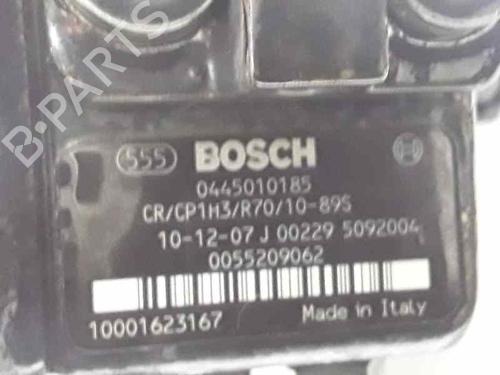 B-PARTS
555 BOSCH
0445010185
CR/CP1H3/R70/10-89S
10-12-07 J 00229 5092004
0055209062
10001623167 Made in Italy